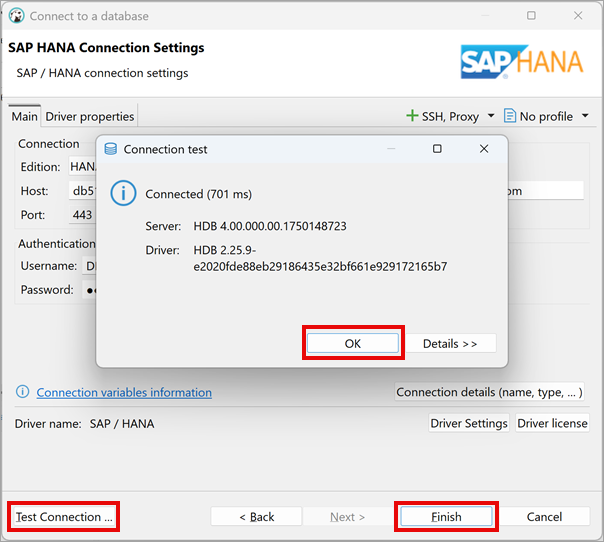 Connect to a database
SAP HANA Connection Settings
SAP / HANA connection settings
SAP HANA
Main
Driver properties
SSH, Proxy
No profile
Connection
Edition:
HANA
Host:
db5
om
Port:
443
Authentication
Username:
Password:
Connection test
Connected (701 ms)
Server: HDB 4.00.000.00.1750148723
Driver: HDB 2.25.9-
e2020fde88eb29186435e32bf661e929172165b7
OK
Details >>
Connection variables information
Connection details (name, type, ... )
Driver name: SAP / HANA
Driver Settings
Driver license
Test Connection ...
< Back
Next >
Finish
Cancel